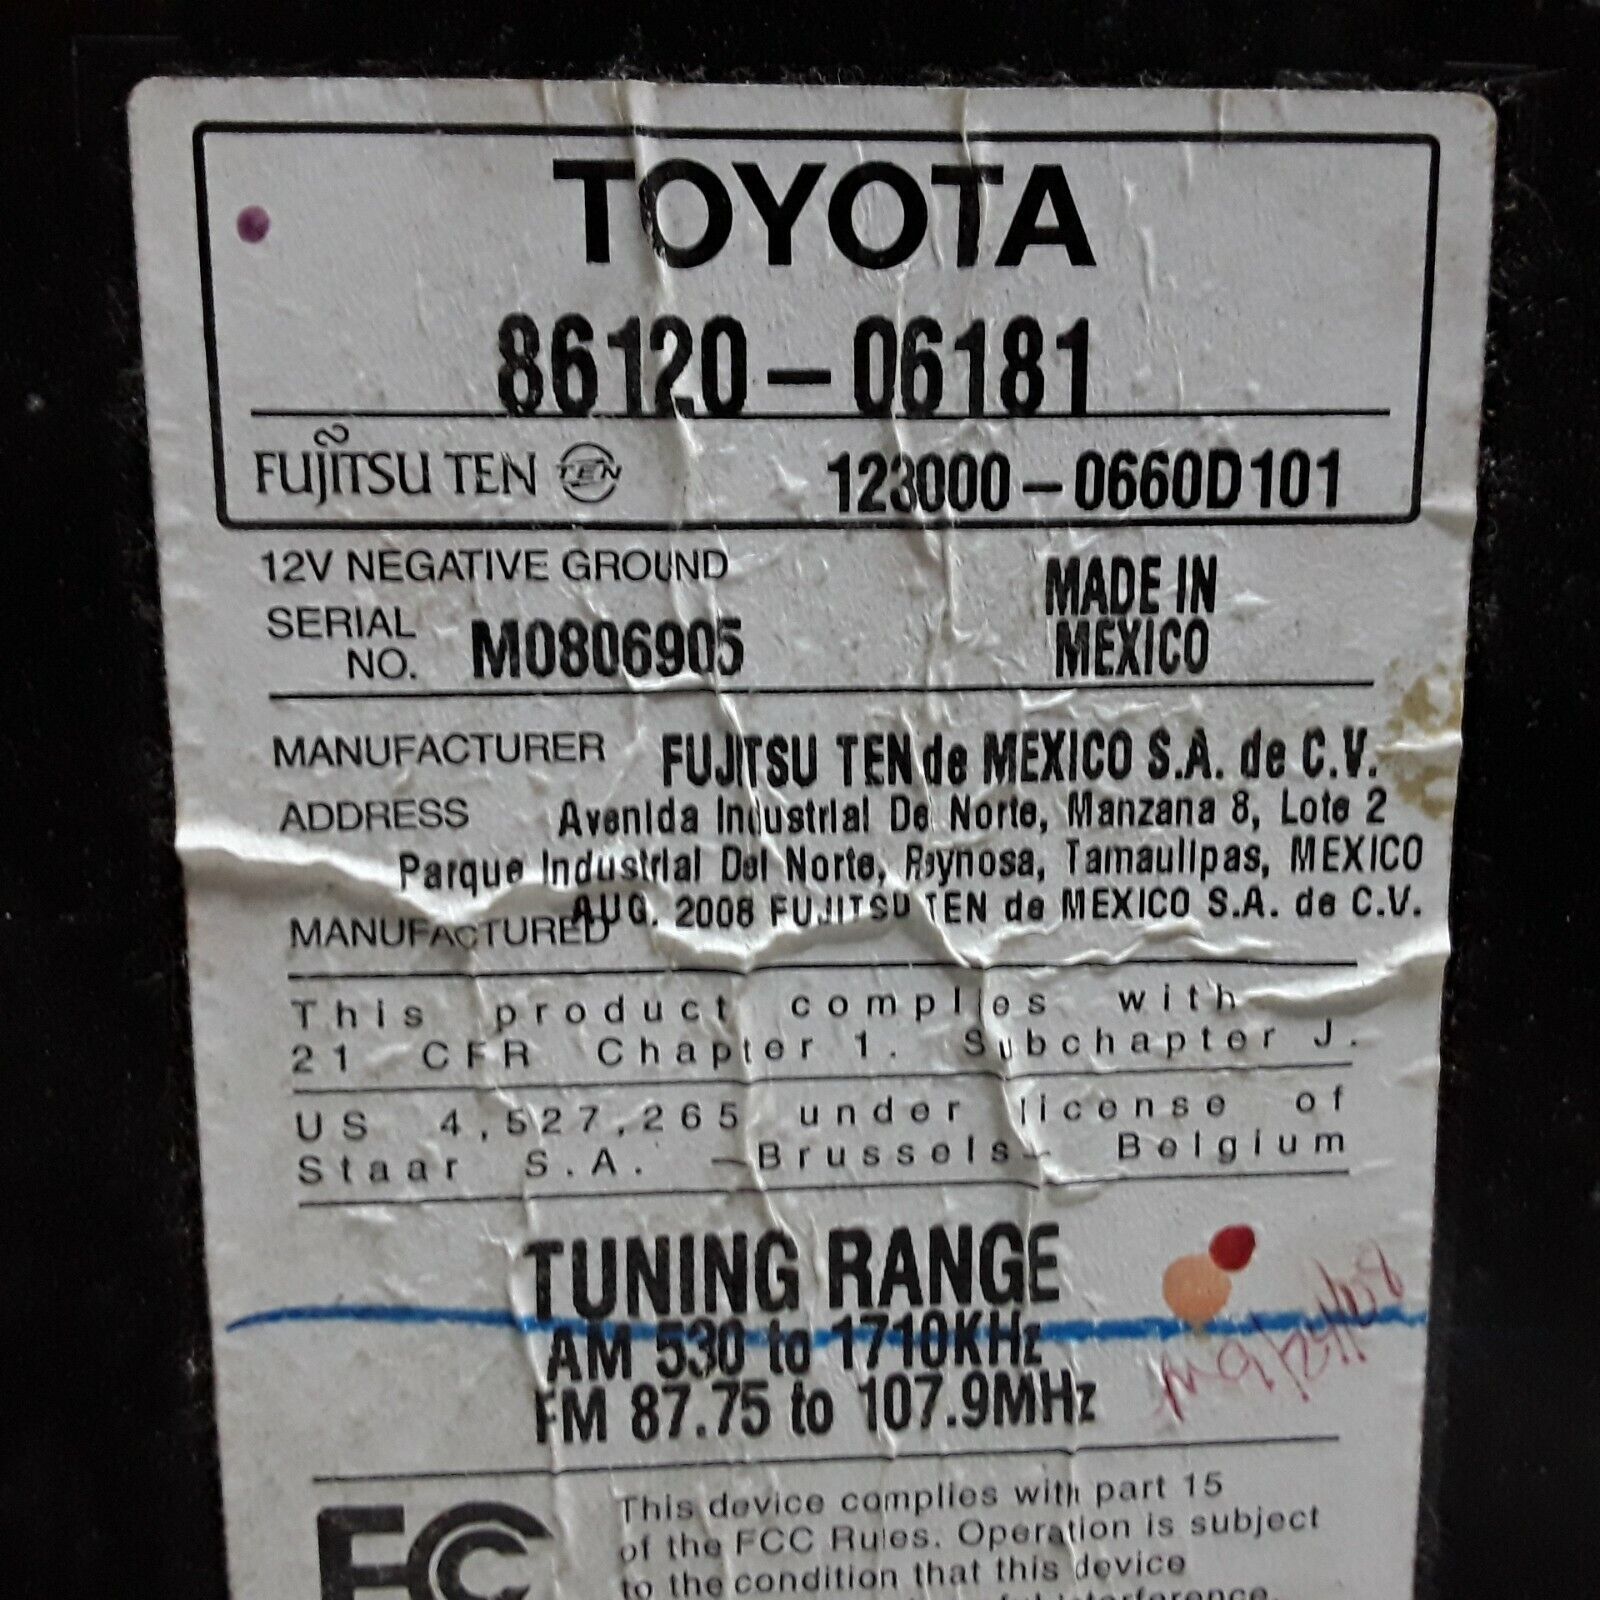 TOYOTA
86120-06181
FUJITSU TEN TEN 123000-0660D101
12V NEGATIVE GROUND
SERIAL NO. M0806905
MADE IN MEXICO
MANUFACTURER FUJITSU TEN de MEXICO S.A. de C.V.
ADDRESS Avenida Industrial De Norte, Manzana 8, Lote 2
Parque Industrial Del Norte, Reynosa, Tamaulipas, MEXICO
MANUFACTURED AUG. 2008 FUJITSU TEN de MEXICO S.A. de C.V.
This product complies with
21 CFR Chapter 1. Subchapter J.
US 4,527,265 under license of
Staar S.A. -Brussels- Belgium
TUNING RANGE
AM 530 to 1710KHz
FM 87.75 to 107.9MHz
FC This device complies with part 15
of the FCC Rules. Operation is subject
to the condition that this device
interference.